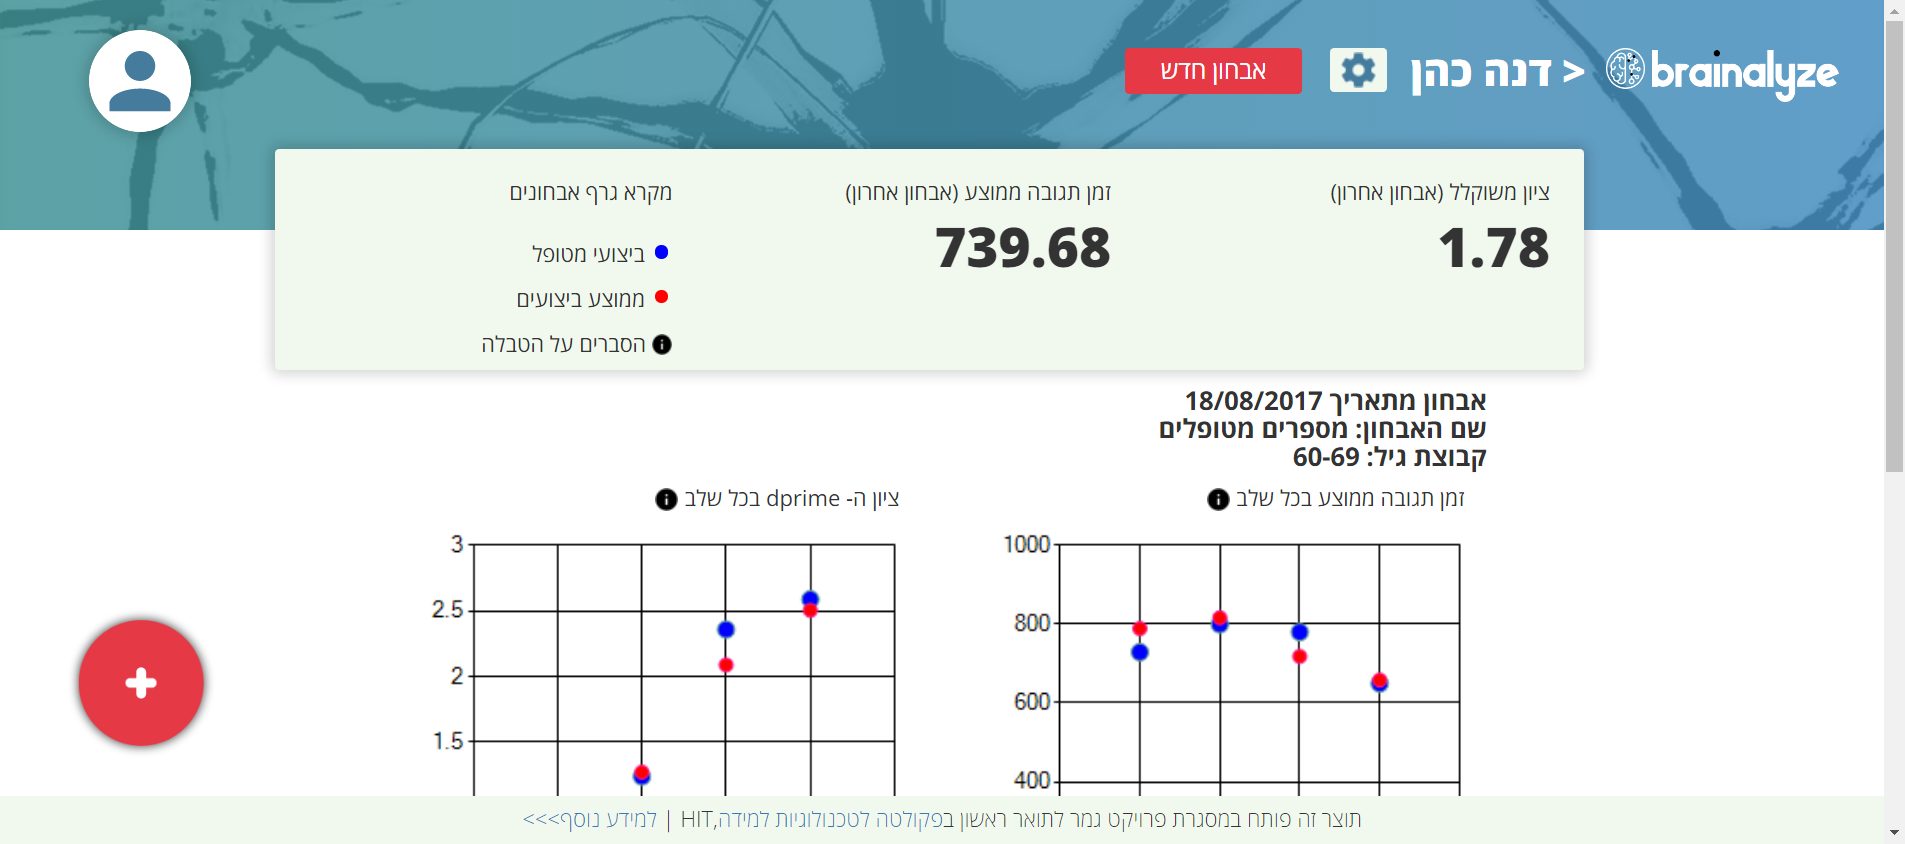 brainalyze
> דנה כהן
אבחון חדש
ציון משוקלל (אבחון אחרון)
1.78
זמן תגובה ממוצע (אבחון אחרון)
739.68
מקרא גרף אבחונים
ביצועי מטופל
ממוצע ביצועים
הסברים על הטבלה
אבחון מתאריך 18/08/2017
שם האבחון: מספרים מטופלים
קבוצת גיל: 60-69
זמן תגובה ממוצע בכל שלב
1000
800
600
400
ציון ה- dprime בכל שלב
3
2.5
2
1.5
תוצר זה פותח במסגרת פרויקט גמר לתואר ראשון בפקולטה לטכנולוגיות למידה,HIT | למידע נוסף>>>